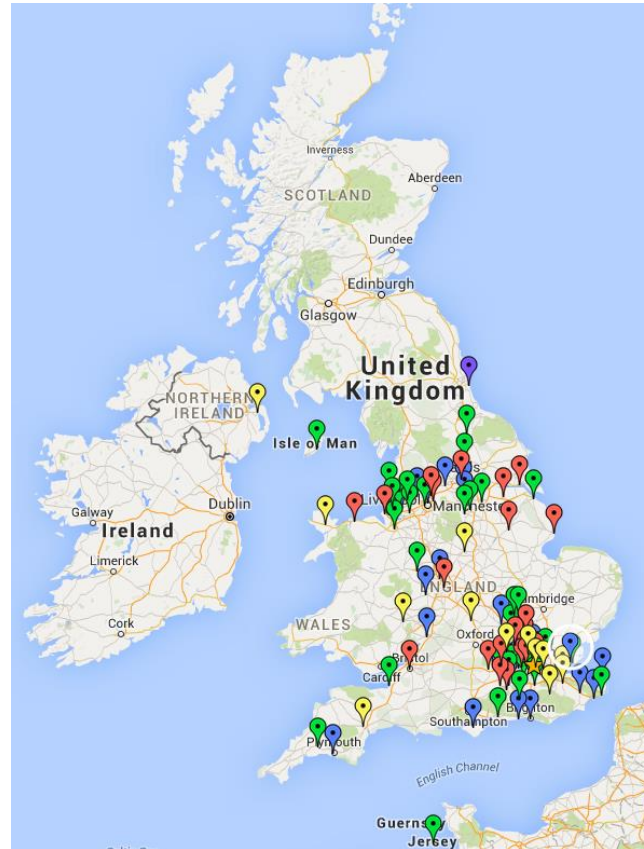 Inverness
SCOTLAND
Aberdeen
Dundee
Edinburgh
Glasgow
United
Kingdom
NORTHERN
IRELAND
Isle of Man
Dublin
Galway
Ireland
Manchester
Limerick
ENGLAND
WALES
Cork
Oxford
Bristol
Cardiff
Southampton
Brighton
Plymouth
English Channel
Guernsey
Jersey